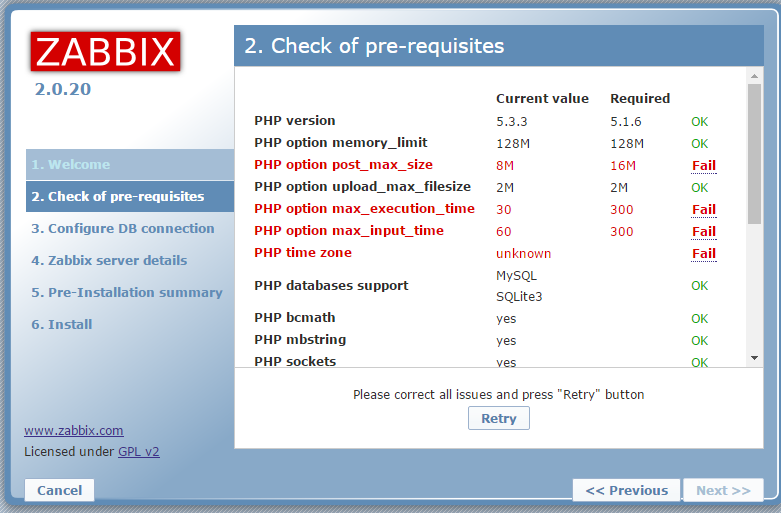 ZABBIX
2.0.20
1. Welcome
2. Check of pre-requisites
3. Configure DB connection
4. Zabbix server details
5. Pre-Installation summary
6. Install
www.zabbix.com
Licensed under GPL v2
Cancel
2. Check of pre-requisites
Current value Required
PHP version 5.3.3 5.1.6 OK
PHP option memory_limit 128M 128M OK
PHP option post_max_size 8M 16M Fail
PHP option upload_max_filesize 2M 2M OK
PHP option max_execution_time 30 300 Fail
PHP option max_input_time 60 300 Fail
PHP time zone unknown Fail
PHP databases support MySQL
SQLite3 OK
PHP bcmath yes OK
PHP mbstring yes OK
PHP sockets yes OK
Please correct all issues and press "Retry" button
Retry
<< Previous Next >>